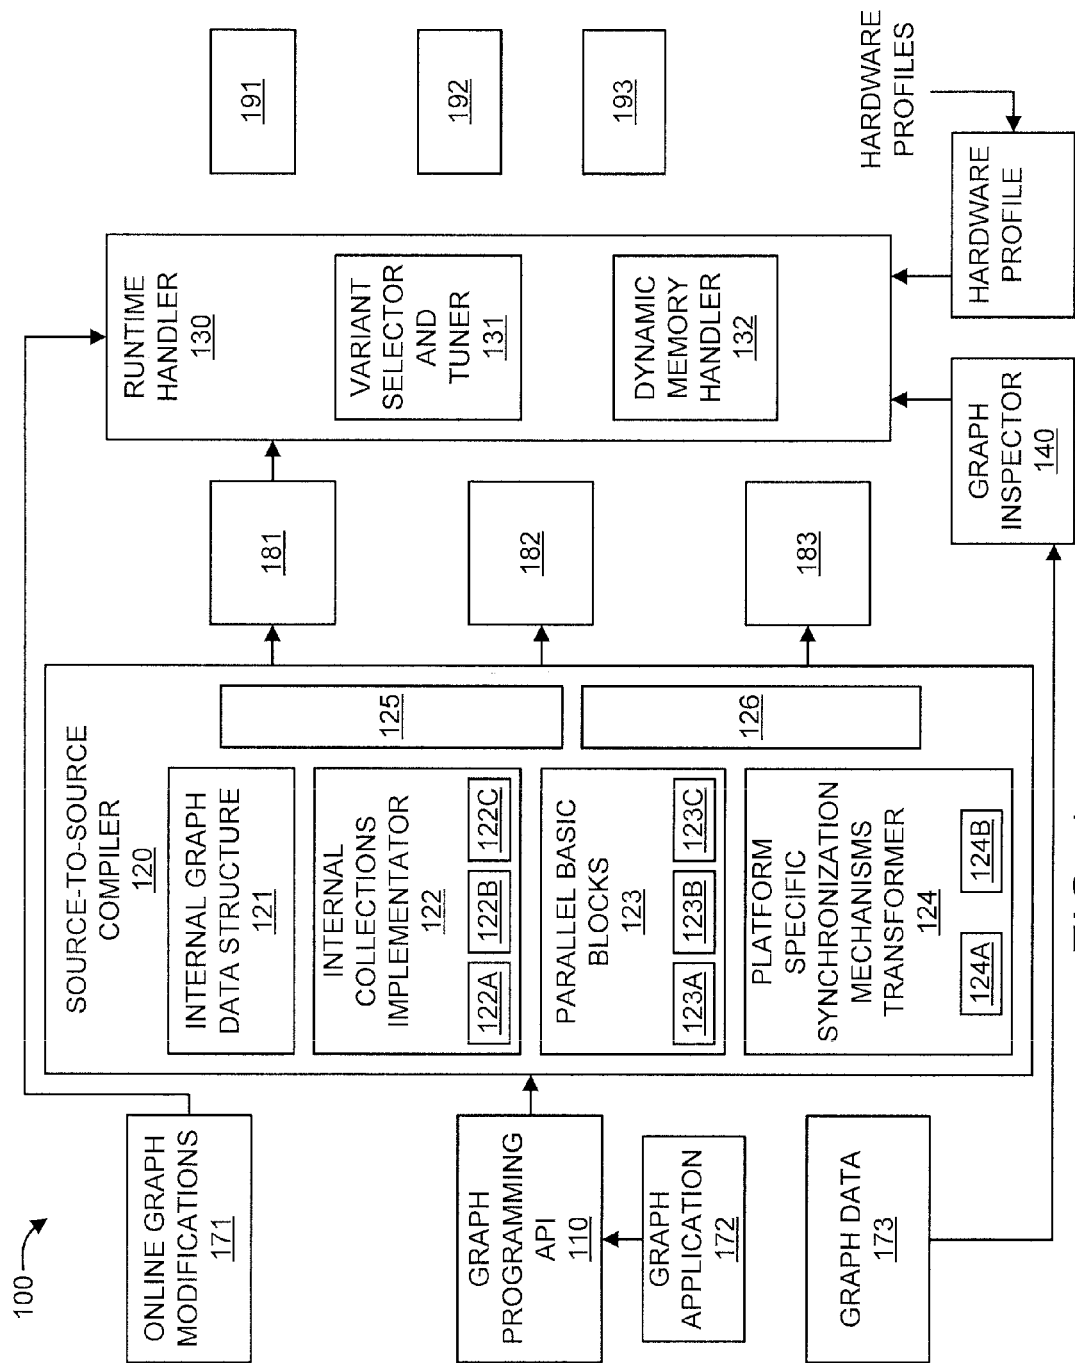 100
ONLINE GRAPH
MODIFICATIONS
171
GRAPH
PROGRAMMING
API
110
GRAPH
APPLICATION
172
GRAPH DATA
173
SOURCE-TO-SOURCE
COMPILER
120
INTERNAL GRAPH
DATA STRUCTURE
121
INTERNAL
COLLECTIONS
IMPLEMENTATOR
122
122A
122B
122C
PARALLEL BASIC
BLOCKS
123
123A
123B
123C
PLATFORM
SPECIFIC
SYNCHRONIZATION
MECHANISMS
TRANSFORMER
124
124A
124B
125
126
181
182
183
RUNTIME
HANDLER
130
VARIANT
SELECTOR
AND
TUNER
131
DYNAMIC
MEMORY
HANDLER
132
GRAPH
INSPECTOR
140
HARDWARE
PROFILE
HARDWARE
PROFILES
191
192
193